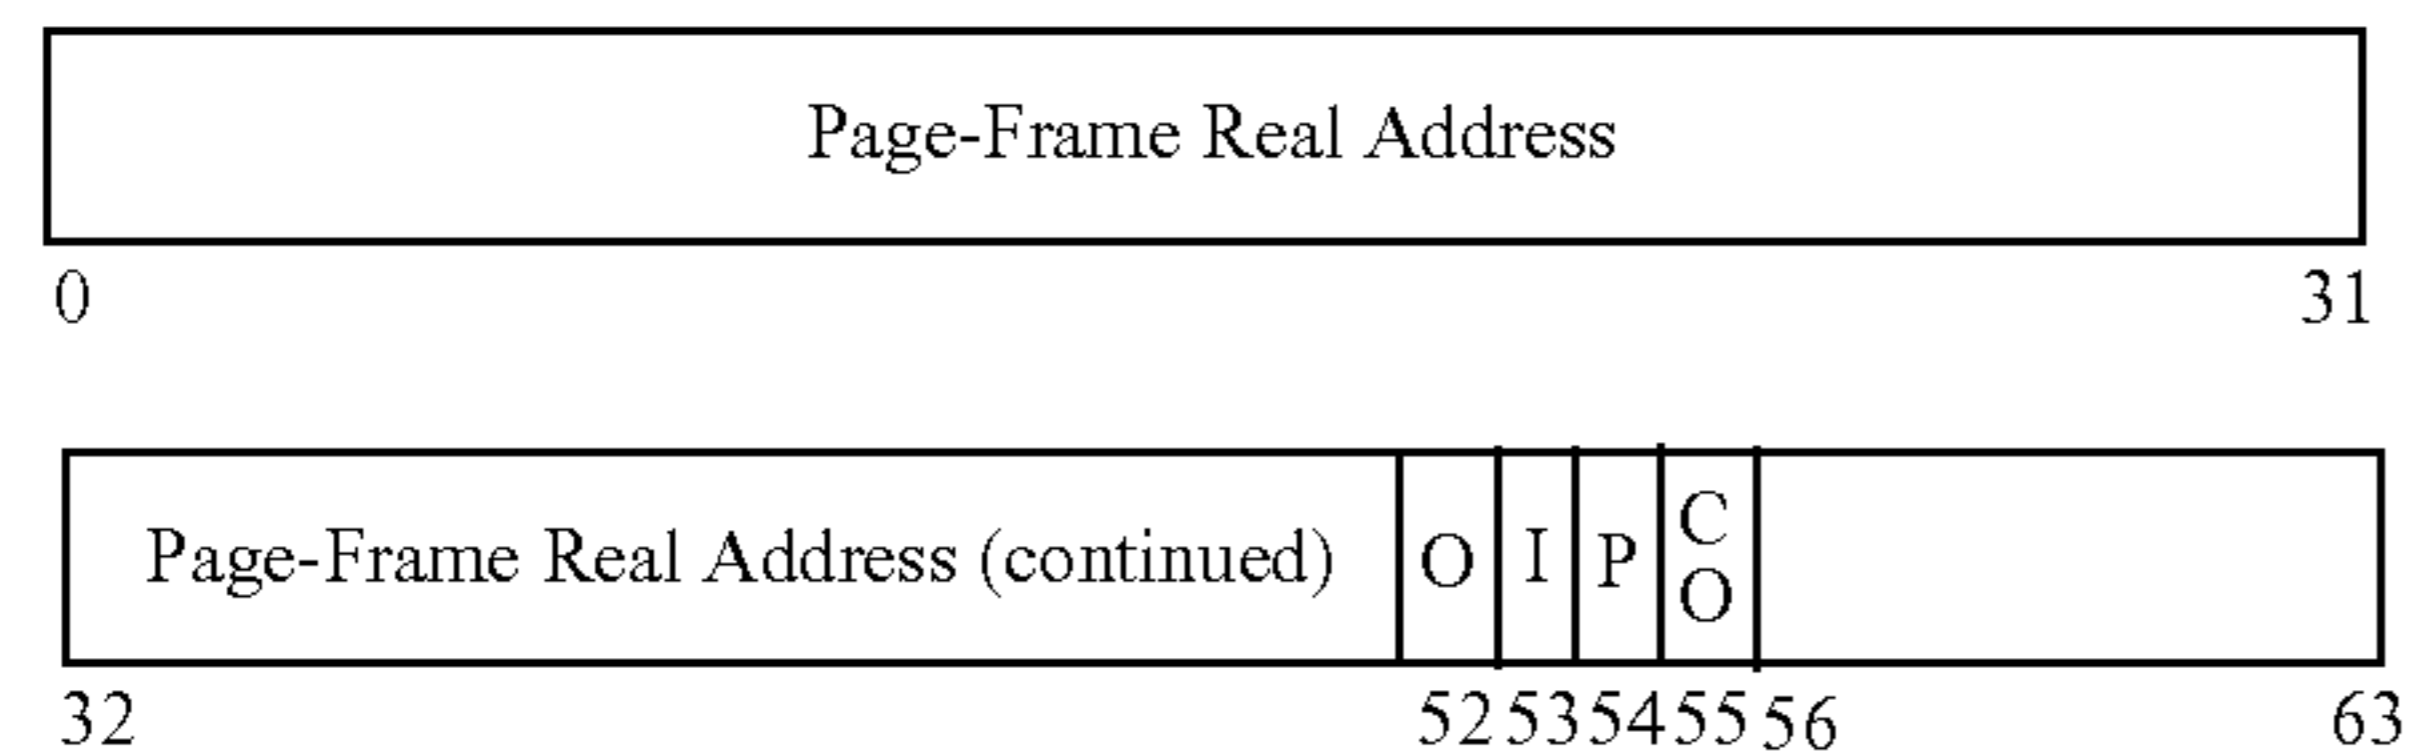 Page-Frame Real Address
0 31
Page-Frame Real Address (continued) O I P C O
32 52 53 54 55 56 63